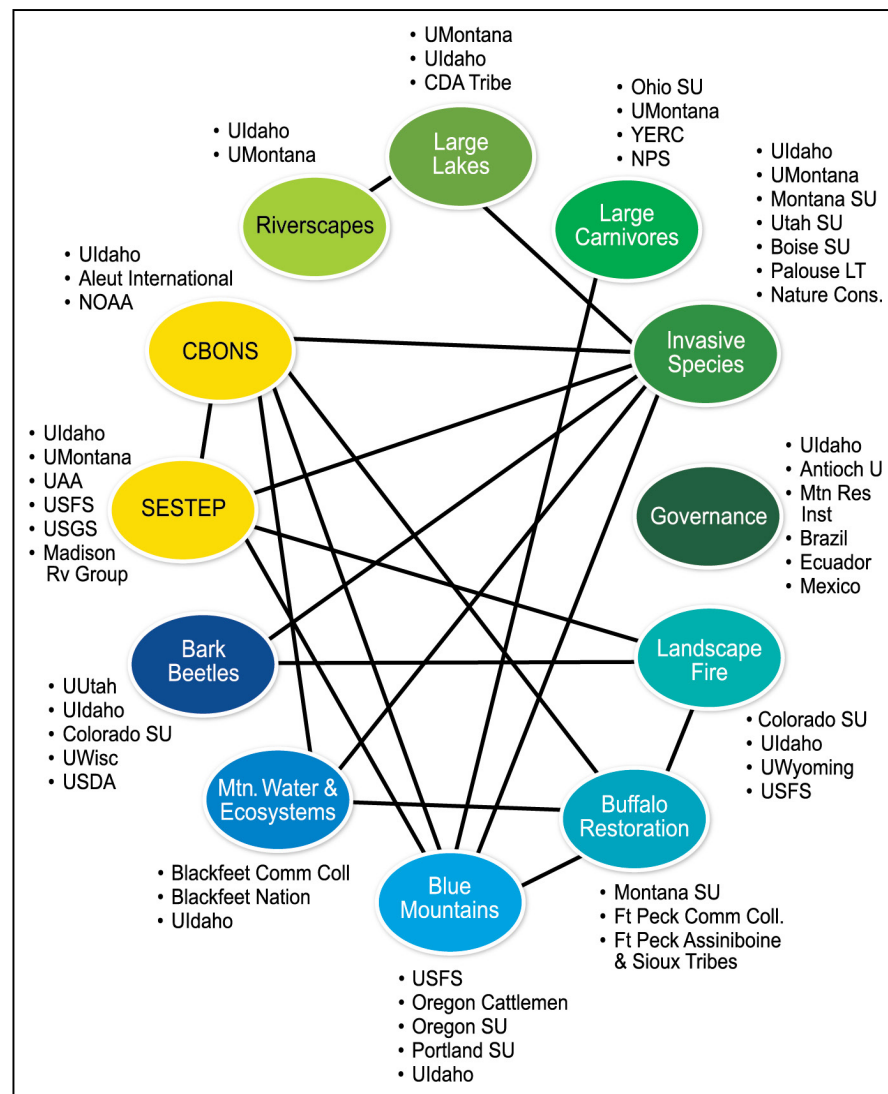 • UMontana
• UIdaho
• CDA Tribe
Large
Lakes
• Ohio SU
• UMontana
• YERC
• NPS
Large
Carnivores
• UIdaho
• UMontana
Riverscapes
• UIdaho
• UMontana
• Montana SU
• Utah SU
• Boise SU
• Palouse LT
• Nature Cons.
Invasive
Species
• UIdaho
• Aleut International
• NOAA
CBONS
• UIdaho
• UMontana
• UAA
• USFS
• USGS
• Madison
Rv Group
SESTEP
• UIdaho
• Antioch U
• Mtn Res
Inst
• Brazil
• Ecuador
• Mexico
Governance
Bark
Beetles
• UUtah
• UIdaho
• Colorado SU
• UWisc
• USDA
Landscape
Fire
• Colorado SU
• UIdaho
• UWyoming
• USFS
Mtn. Water &
Ecosystems
• Blackfeet Comm Coll
• Blackfeet Nation
• UIdaho
Buffalo
Restoration
• Montana SU
• Ft Peck Comm Coll.
• Ft Peck Assiniboine
& Sioux Tribes
Blue
Mountains
• USFS
• Oregon Cattlemen
• Oregon SU
• Portland SU
• UIdaho